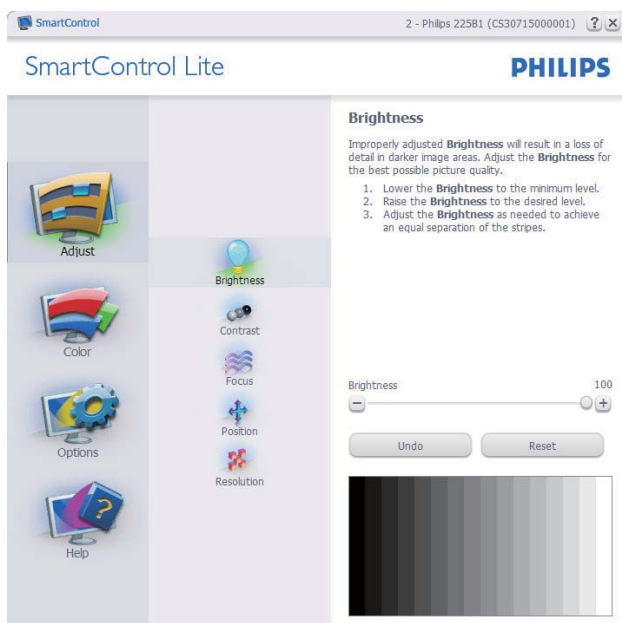 SmartControl
2 - Philips 225B1 (CS30715000001)
SmartControl Lite
PHILIPS
Adjust
Color
Options
Help
Brightness
Contrast
Focus
Position
Resolution
Brightness
Improperly adjusted Brightness will result in a loss of
detail in darker image areas. Adjust the Brightness for
the best possible picture quality.
1. Lower the Brightness to the minimum level.
2. Raise the Brightness to the desired level.
3. Adjust the Brightness as needed to achieve
an equal separation of the stripes.
Brightness 100
Undo Reset